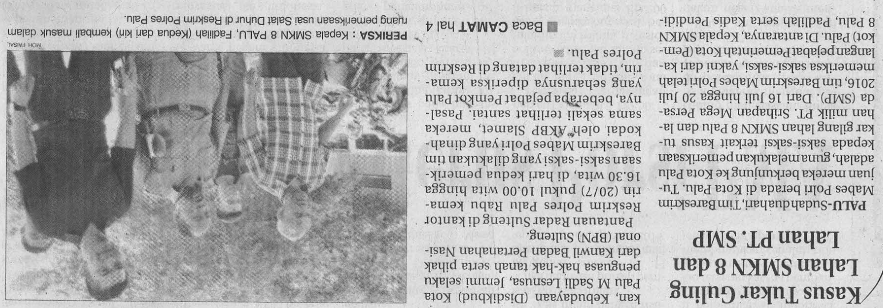 Kasus Tukar Guling
Lahan SMKN 8 dan
Lahan PT. SMP
PALU-Sudah dua hari, Tim Bareskrim
Mabes Polri berada di Kota Palu. Tu-
juan mereka berkunjung ke Kota Palu
adalah, guna melakukan pemeriksaan
kepada saksi-saksi terkait kasus tu-
kar gilang lahan SMKN 8 Palu dan la-
han milik PT. Srihapan Mega Persa-
da (SMP). Dari 16 juli hingga 20 Juli
2016, tim Bareskrim Mabes Polri telah
memeriksa saksi-saksi, yakni dari ka-
langan pejabat Pemerintah Kota (Pem-
kot) Palu. Diantaranya, Kepala SMKN
8 Palu, Fadlilah serta Kadis Pendidi-
kan, Kebudayaan (Disdikbud) Kota
Palu M Sadli Lesnusa, Jemmi selaku
penguasa hak-hak tanah serta pihak
dari Kanwil Badan Pertanahan Nasi-
onal (BPN) Sulteng.
Pantauan Radar Sulteng di kantor
Reskrim Polres Palu Rabu kema-
rin (20/7) pukul 10.00 wita hingga
16.30 wita, di hari kedua pemerik-
saan saksi-saksi yang dilakukan tim
Bareskrim Mabes Polri yang dinah-
kodai oleh AKBP Slamet, mereka
sama sekali terlihat santai. Pasal-
nya, beberapa pejabat Pemkot Palu
yang seharusnya diperiksa kema-
rin, tidak terlihat datang di Reskrim
Polres Palu.
Baca CAMAT hal 4
MOH. FAISAL
PERIKSA : Kepala SMKN 8 PALU, Fadlilah (Kedua dari kiri) kembali masuk dalam
ruang pemeriksaan usai Salat Duhur di Reskrim Polres Palu.